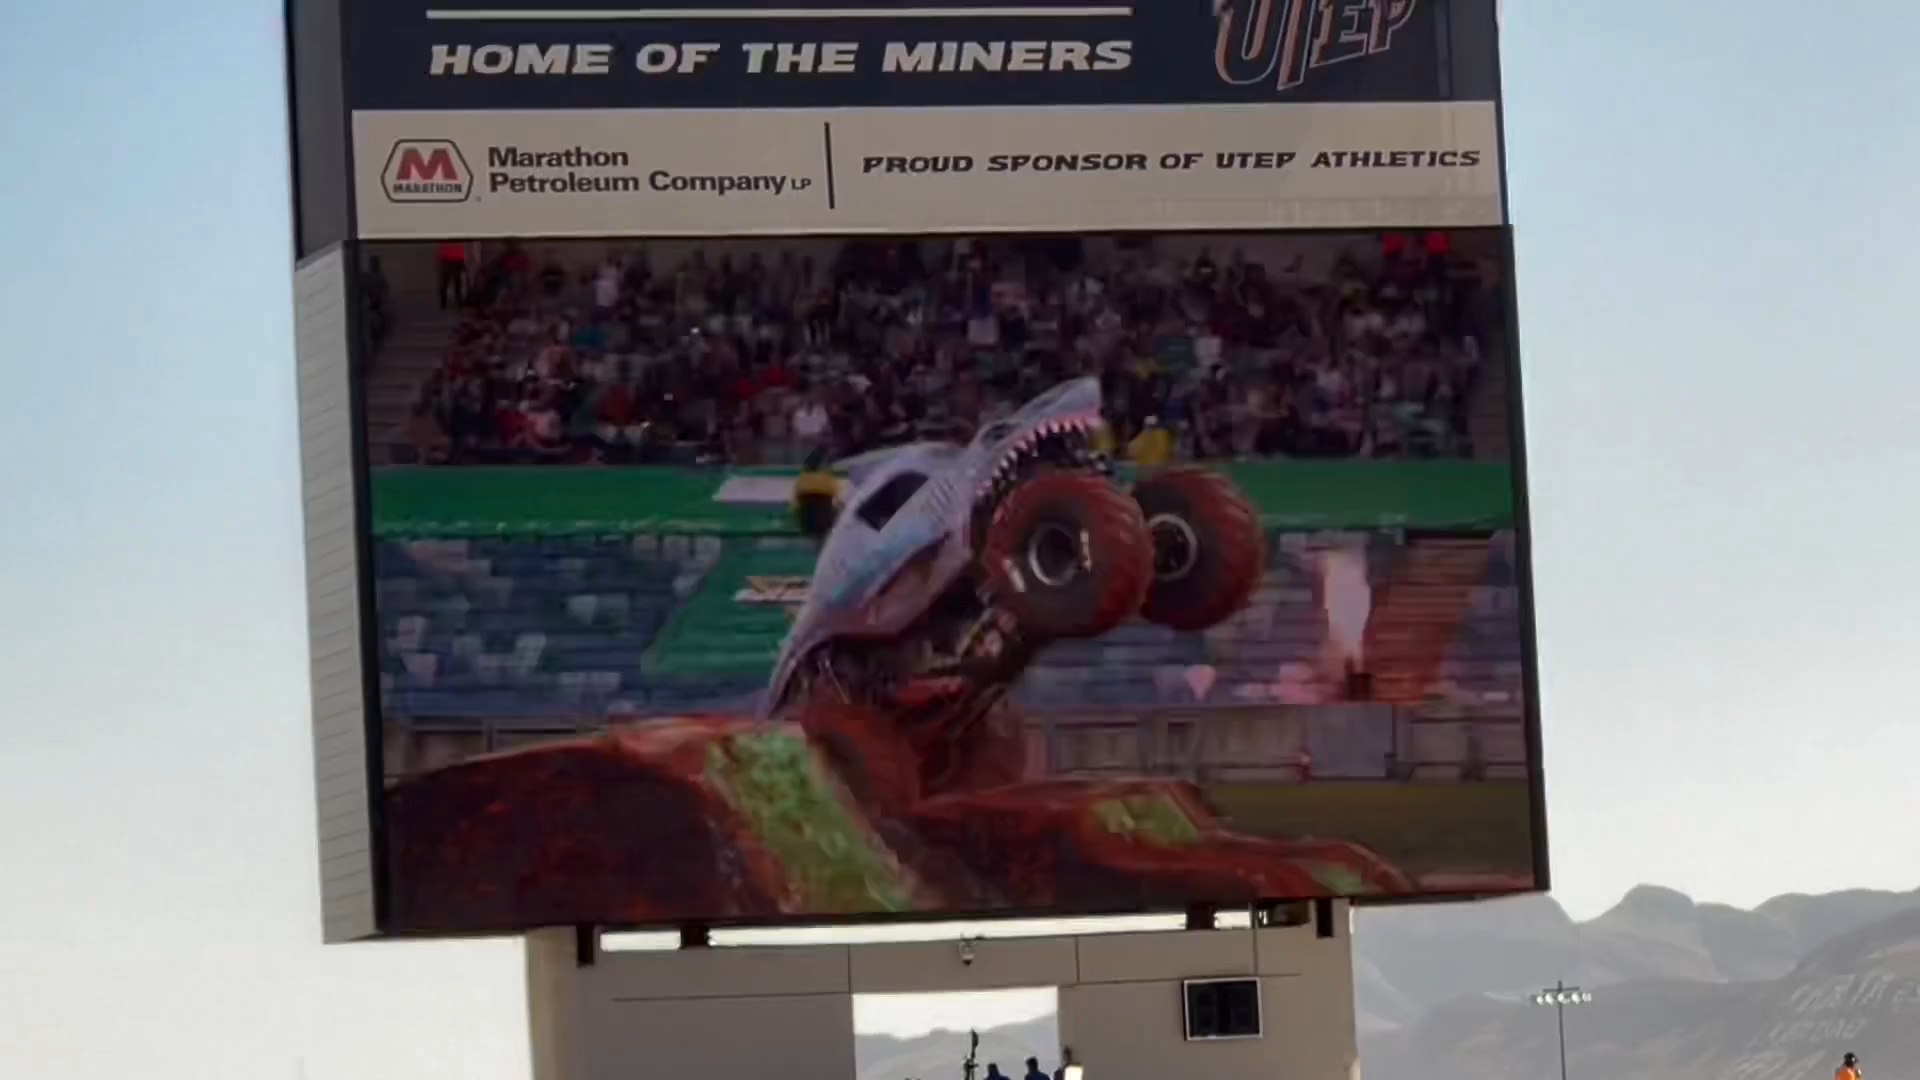 HOME OF THE MINERS
UTEP
MARATHON
Marathon
Petroleum Company LP
PROUD SPONSOR OF UTEP ATHLETICS